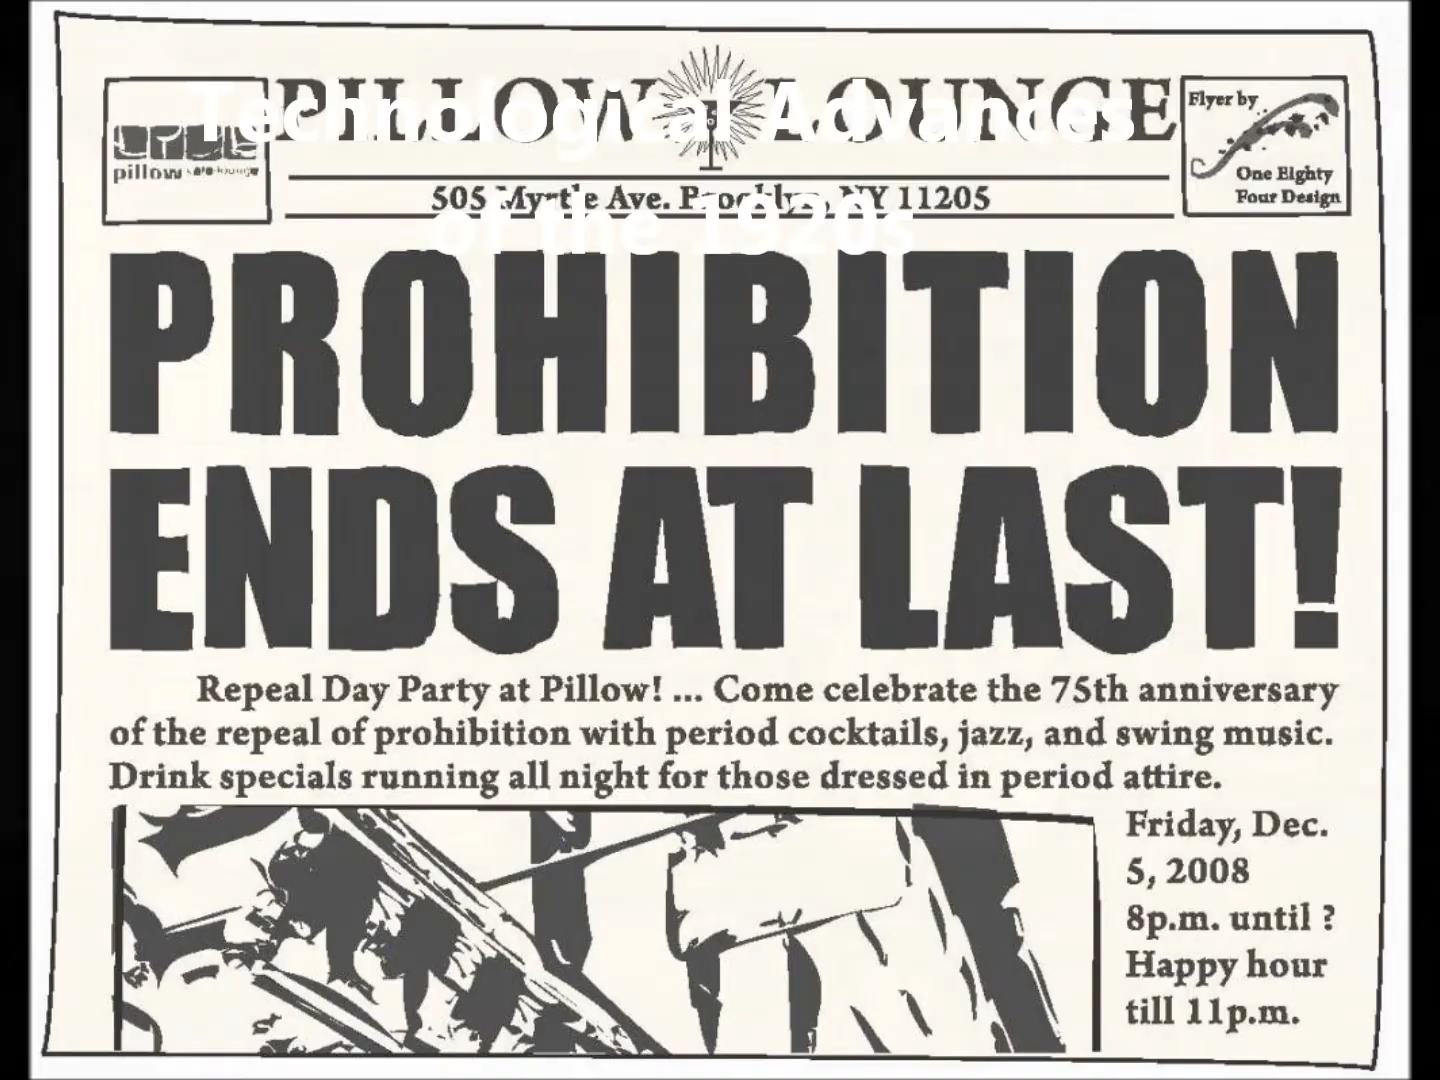 PILLOW LOUNGE
Technological Advances
of the 1920s
pillow cafe-lounge
Flyer by
One Eighty
Four Design
505 Myrtle Ave. Brooklyn, NY 11205
PROHIBITION
ENDS AT LAST!
Repeal Day Party at Pillow! ... Come celebrate the 75th anniversary
of the repeal of prohibition with period cocktails, jazz, and swing music.
Drink specials running all night for those dressed in period attire.
Friday, Dec.
5, 2008
8p.m. until ?
Happy hour
till 11p.m.